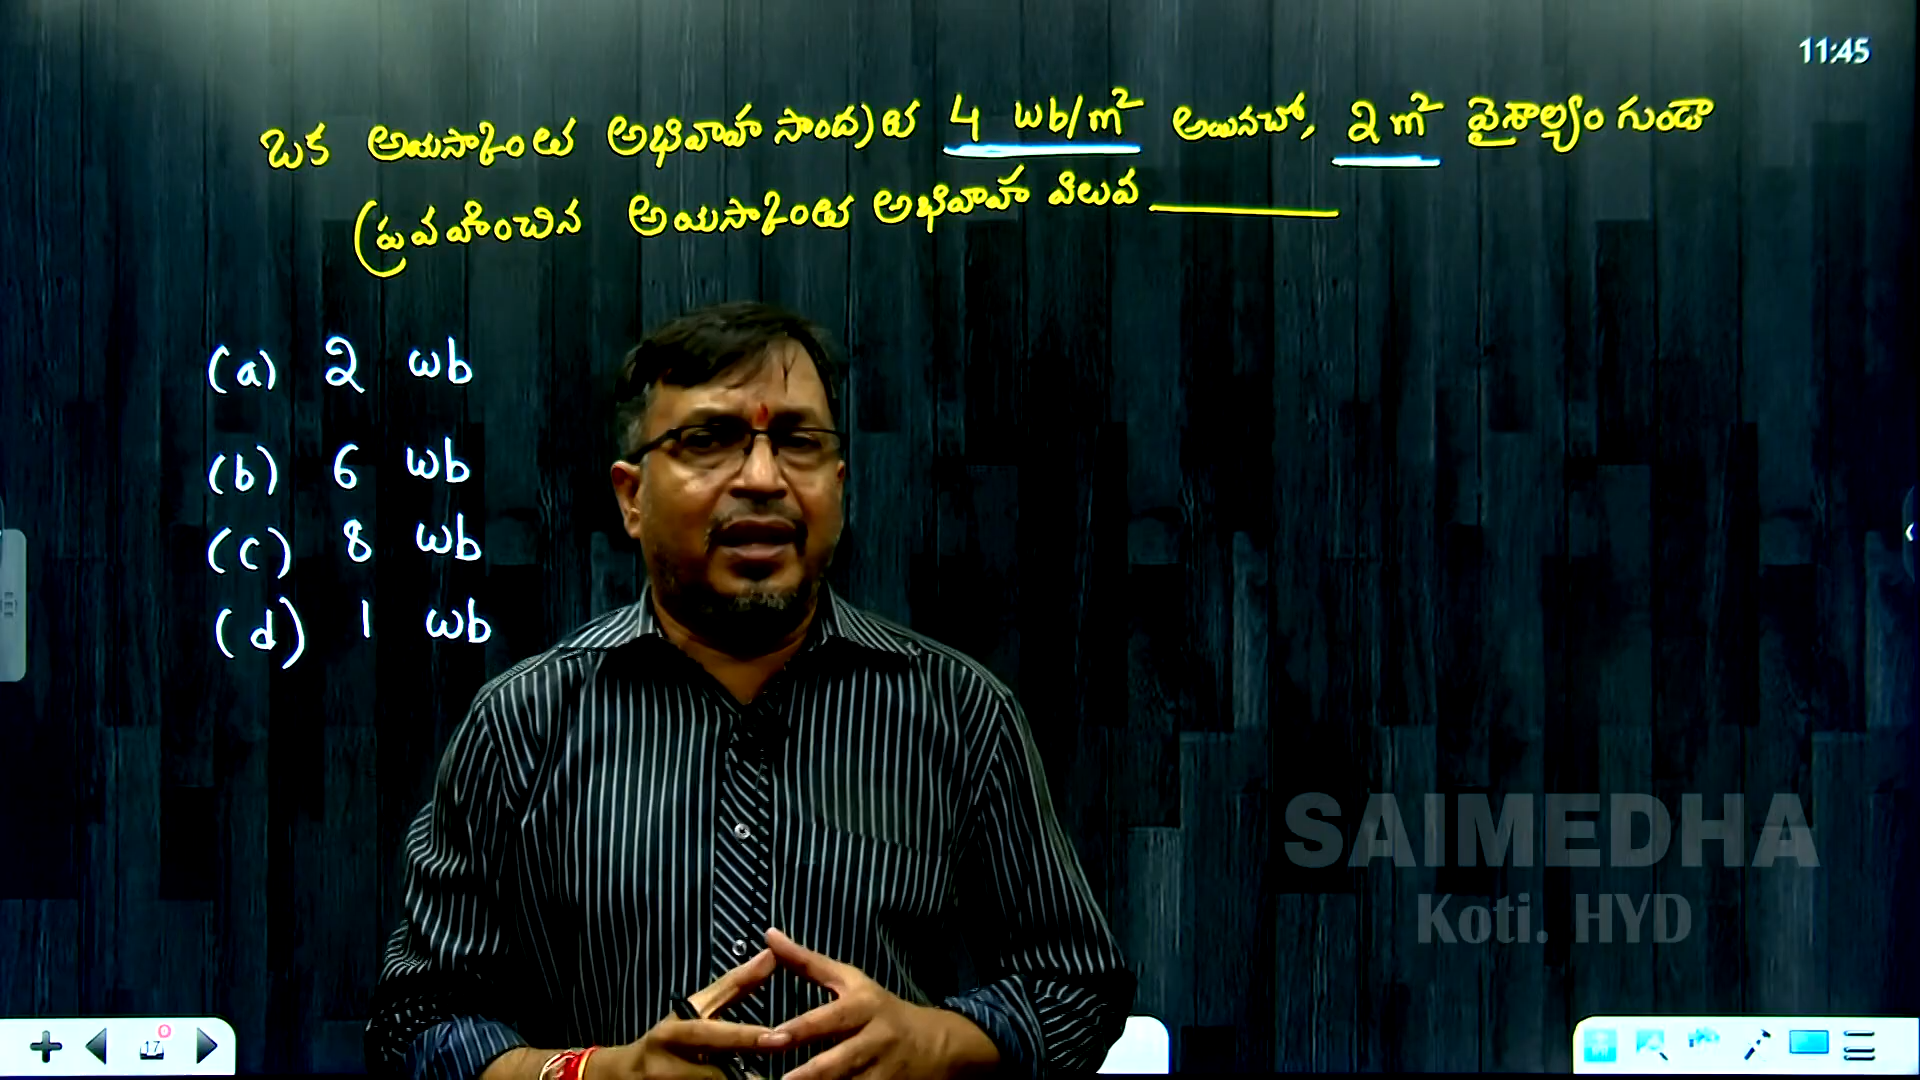 11:45
ఒక అయస్కాంత అభివాహ సాంద్రత 4 wb/m² అయినచో, 2 m² వైశాల్యం గుండా
ప్రవహించిన అయస్కాంత అభివాహ విలువ ________
(a) 2 wb
(b) 6 wb
(c) 8 wb
(d) 1 wb
SAIMEDHA
Koti. HYD
17